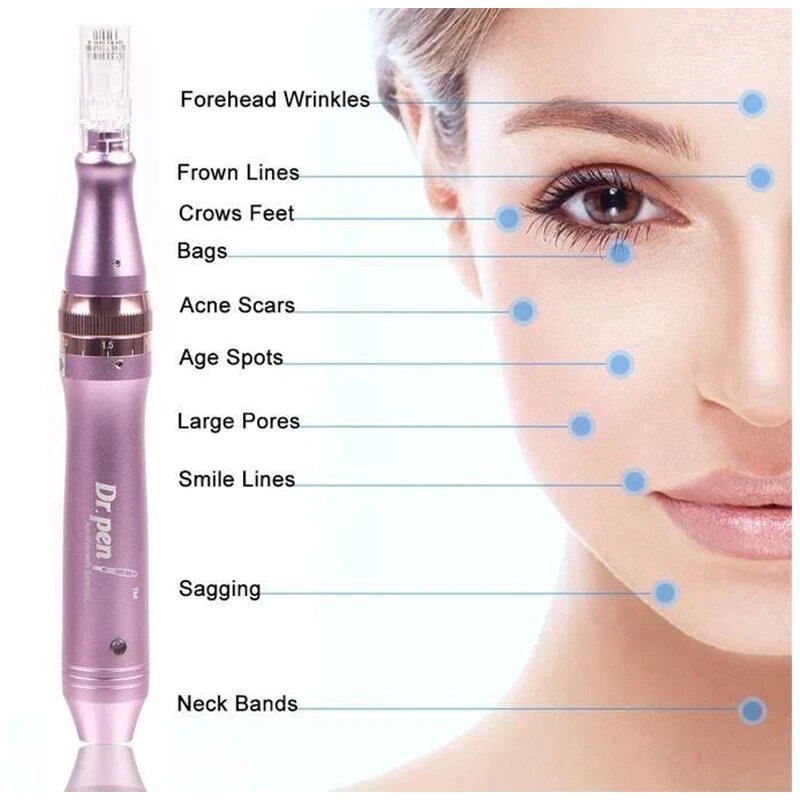 Forehead Wrinkles
Frown Lines
Crows Feet
Bags
Acne Scars
Age Spots
Large Pores
Smile Lines
Sagging
Neck Bands
1.5
Dr.pen
TM